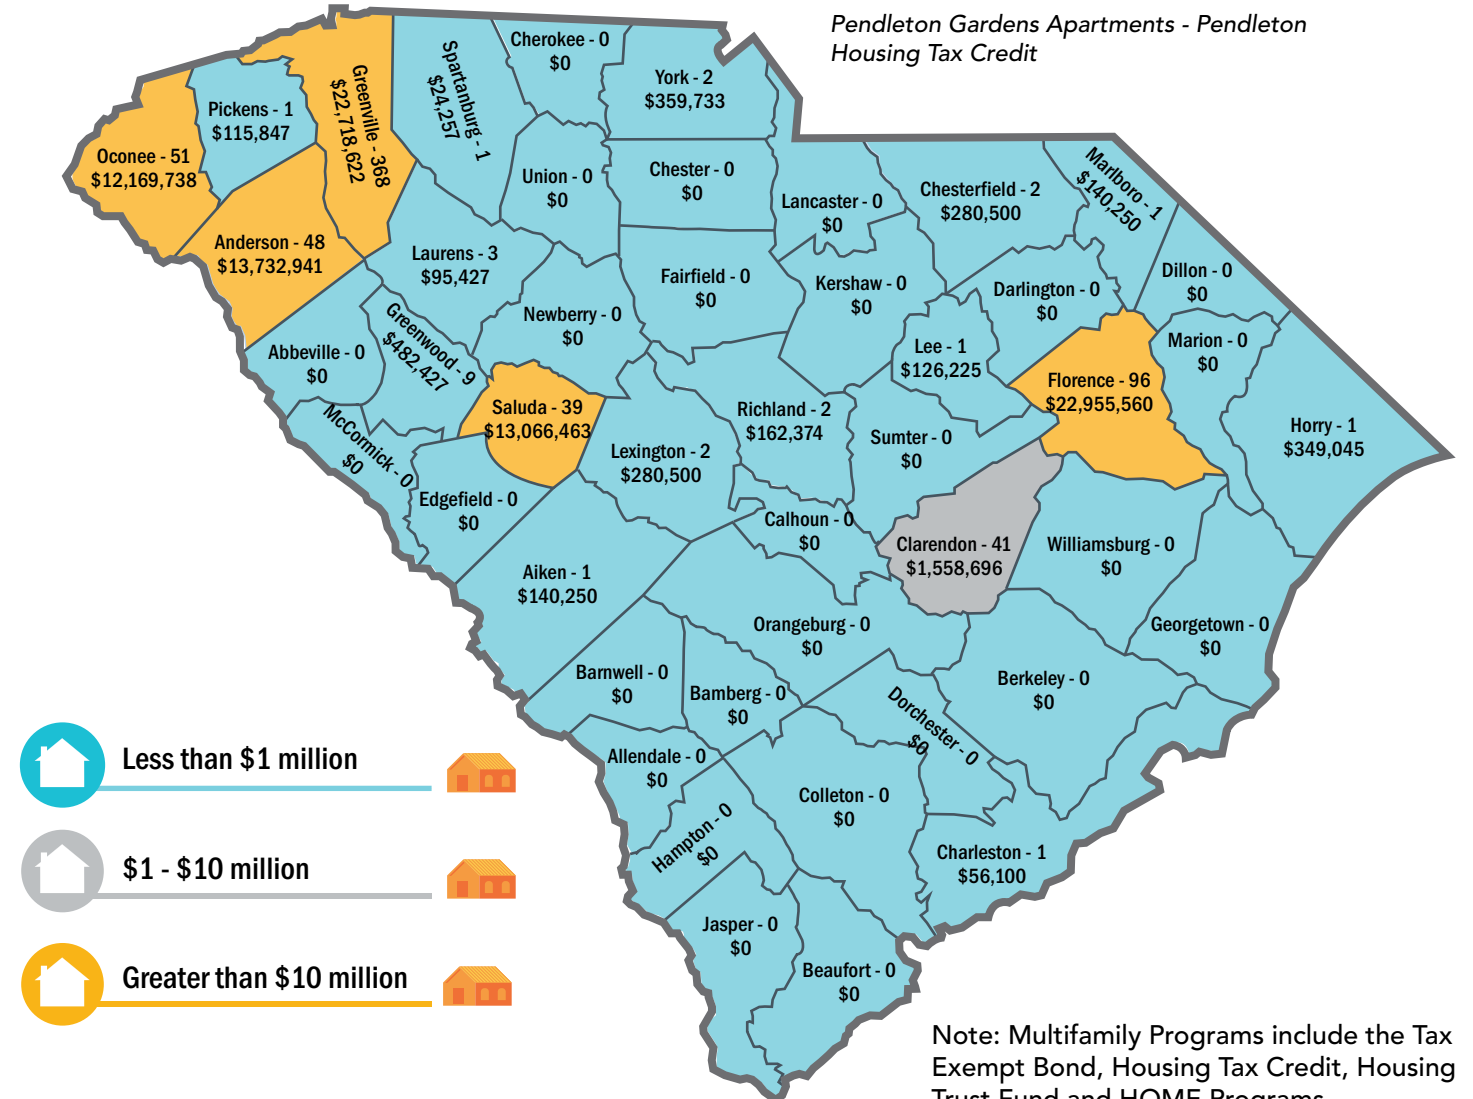 Pendleton Gardens Apartments - Pendleton
Housing Tax Credit
Cherokee - 0
$0
York - 2
$359,733
Spartanburg - 1
$24,257
Greenville - 368
$22,718,622
Pickens - 1
$115,847
Oconee - 51
$12,169,738
Union - 0
$0
Chester - 0
$0
Lancaster - 0
$0
Chesterfield - 2
$280,500
Marlboro - 1
$140,250
Anderson - 48
$13,732,941
Laurens - 3
$95,427
Fairfield - 0
$0
Kershaw - 0
$0
Darlington - 0
$0
Dillon - 0
$0
Newberry - 0
$0
Abbeville - 0
$0
Greenwood - 9
$482,427
Lee - 1
$126,225
Marion - 0
$0
Florence - 96
$22,955,560
Saluda - 39
$13,066,463
Richland - 2
$162,374
Sumter - 0
$0
Horry - 1
$349,045
McCormick - 0
$0
Lexington - 2
$280,500
Edgefield - 0
$0
Calhoun - 0
$0
Clarendon - 41
$1,558,696
Williamsburg - 0
$0
Aiken - 1
$140,250
Orangeburg - 0
$0
Georgetown - 0
$0
Barnwell - 0
$0
Bamberg - 0
$0
Berkeley - 0
$0
Dorchester - 0
$0
Allendale - 0
$0
Colleton - 0
$0
Hampton - 0
$0
Charleston - 1
$56,100
Jasper - 0
$0
Beaufort - 0
$0
Less than $1 million
$1 - $10 million
Greater than $10 million
Note: Multifamily Programs include the Tax
Exempt Bond, Housing Tax Credit, Housing
Trust Fund and HOME Programs